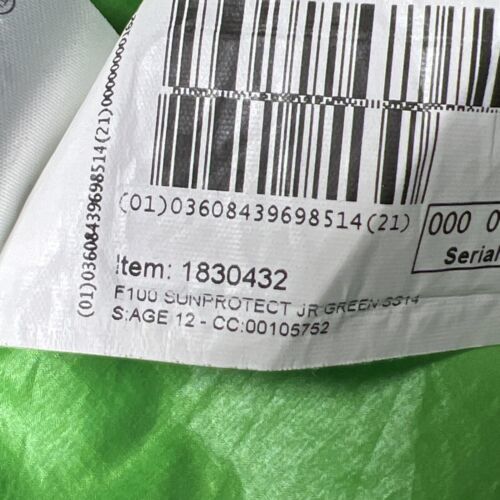 (01)03608439698514(21)
000 0
Serial
Item: 1830432
F100 SUNPROTECT JR GREEN SS14
S:AGE 12 - CC:00105752
(01)03608439698514(21)0000000001